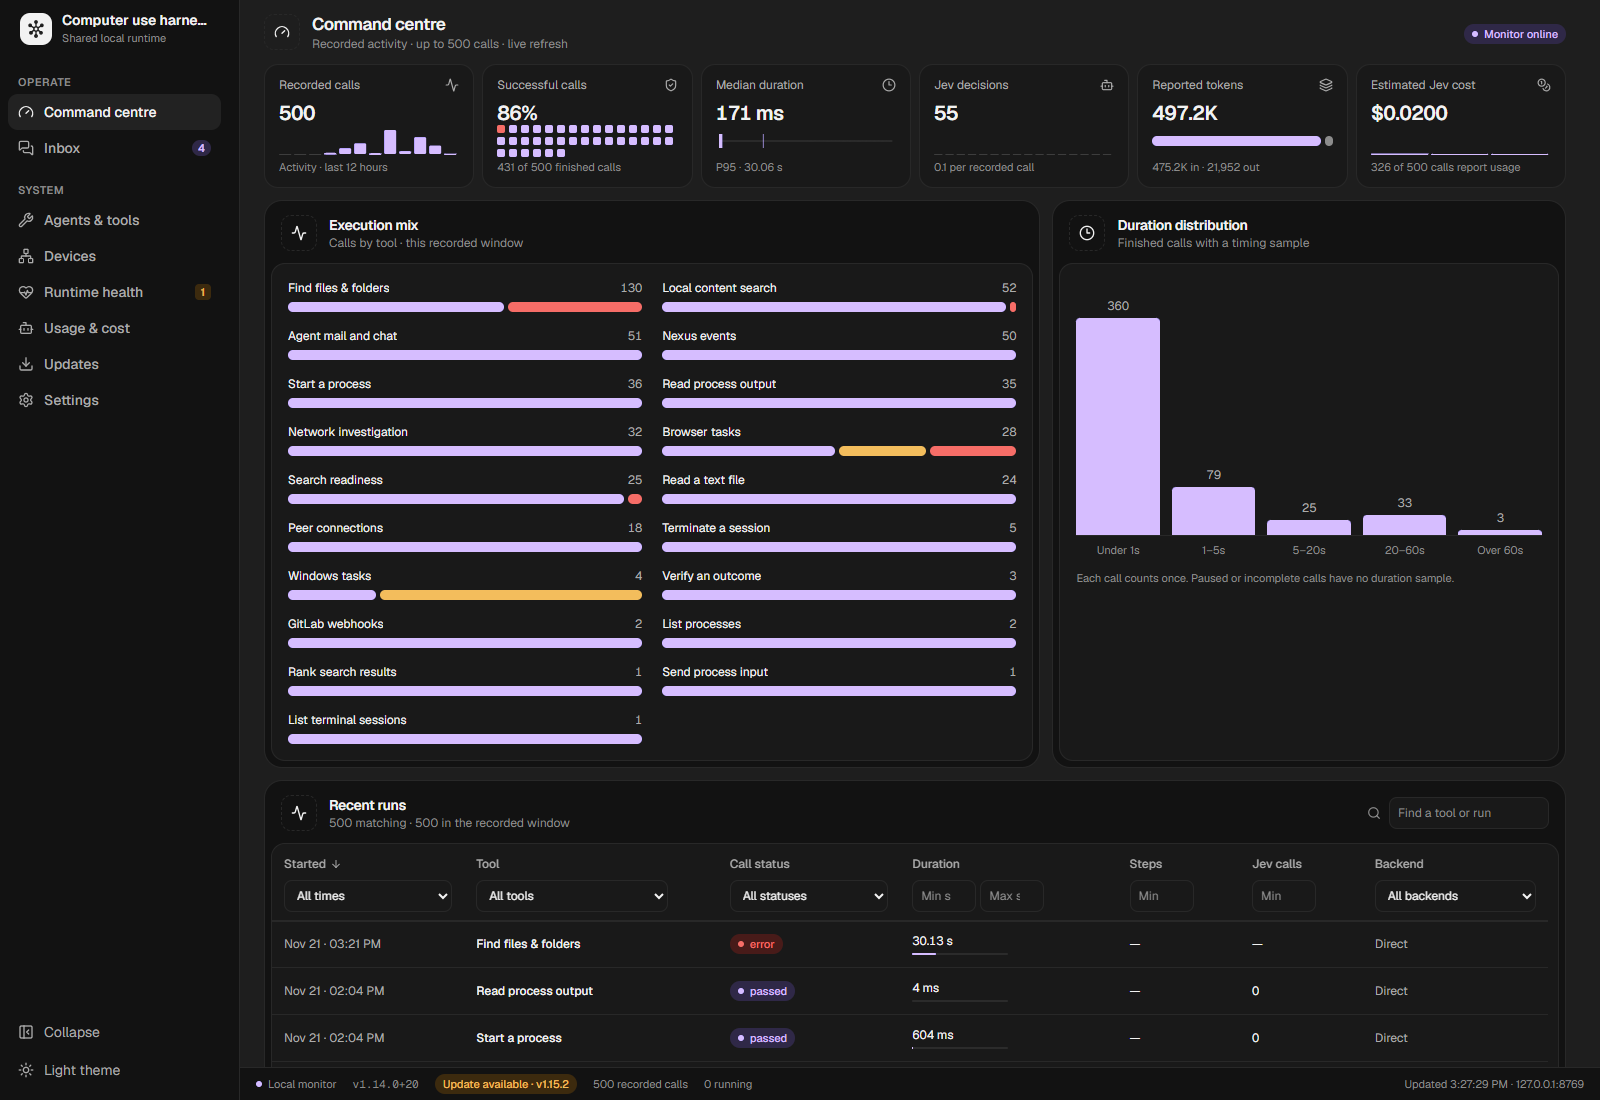 Computer use harne...
Shared local runtime
OPERATE
Command centre
Inbox 4
SYSTEM
Agents & tools
Devices
Runtime health 1
Usage & cost
Updates
Settings
Collapse
Light theme
Command centre
Recorded activity · up to 500 calls · live refresh
Monitor online
Recorded calls
500
Activity · last 12 hours
Successful calls
86%
431 of 500 finished calls
Median duration
171 ms
P95 · 30.06 s
Jev decisions
55
0.1 per recorded call
Reported tokens
497.2K
475.2K in · 21,952 out
Estimated Jev cost
$0.0200
326 of 500 calls report usage
Execution mix
Calls by tool · this recorded window
Find files & folders 130
Local content search 52
Agent mail and chat 51
Nexus events 50
Start a process 36
Read process output 35
Network investigation 32
Browser tasks 28
Search readiness 25
Read a text file 24
Peer connections 18
Terminate a session 5
Windows tasks 4
Verify an outcome 3
GitLab webhooks 2
List processes 2
Rank search results 1
Send process input 1
List terminal sessions 1
Duration distribution
Finished calls with a timing sample
360
79
25
33
3
Under 1s 1–5s 5–20s 20–60s Over 60s
Each call counts once. Paused or incomplete calls have no duration sample.
Recent runs
500 matching · 500 in the recorded window
Find a tool or run
Started ↓ Tool Call status Duration Steps Jev calls Backend
All times All tools All statuses Min s Max s Min Min All backends
Nov 21 · 03:21 PM Find files & folders error 30.13 s — — Direct
Nov 21 · 02:04 PM Read process output passed 4 ms — 0 Direct
Nov 21 · 02:04 PM Start a process passed 604 ms — 0 Direct
Local monitor v1.14.0+20 Update available · v1.15.2 500 recorded calls 0 running
Updated 3:27:29 PM · 127.0.0.1:8769